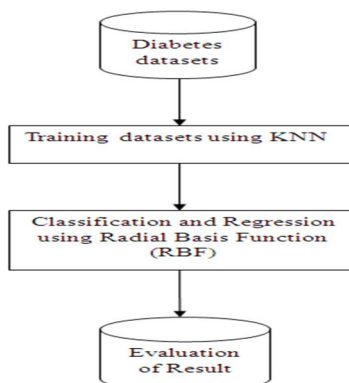 Diabetes
datasets
Training datasets using KNN
Classification and Regression
using Radial Basis Function
(RBF)
Evaluation
of Result